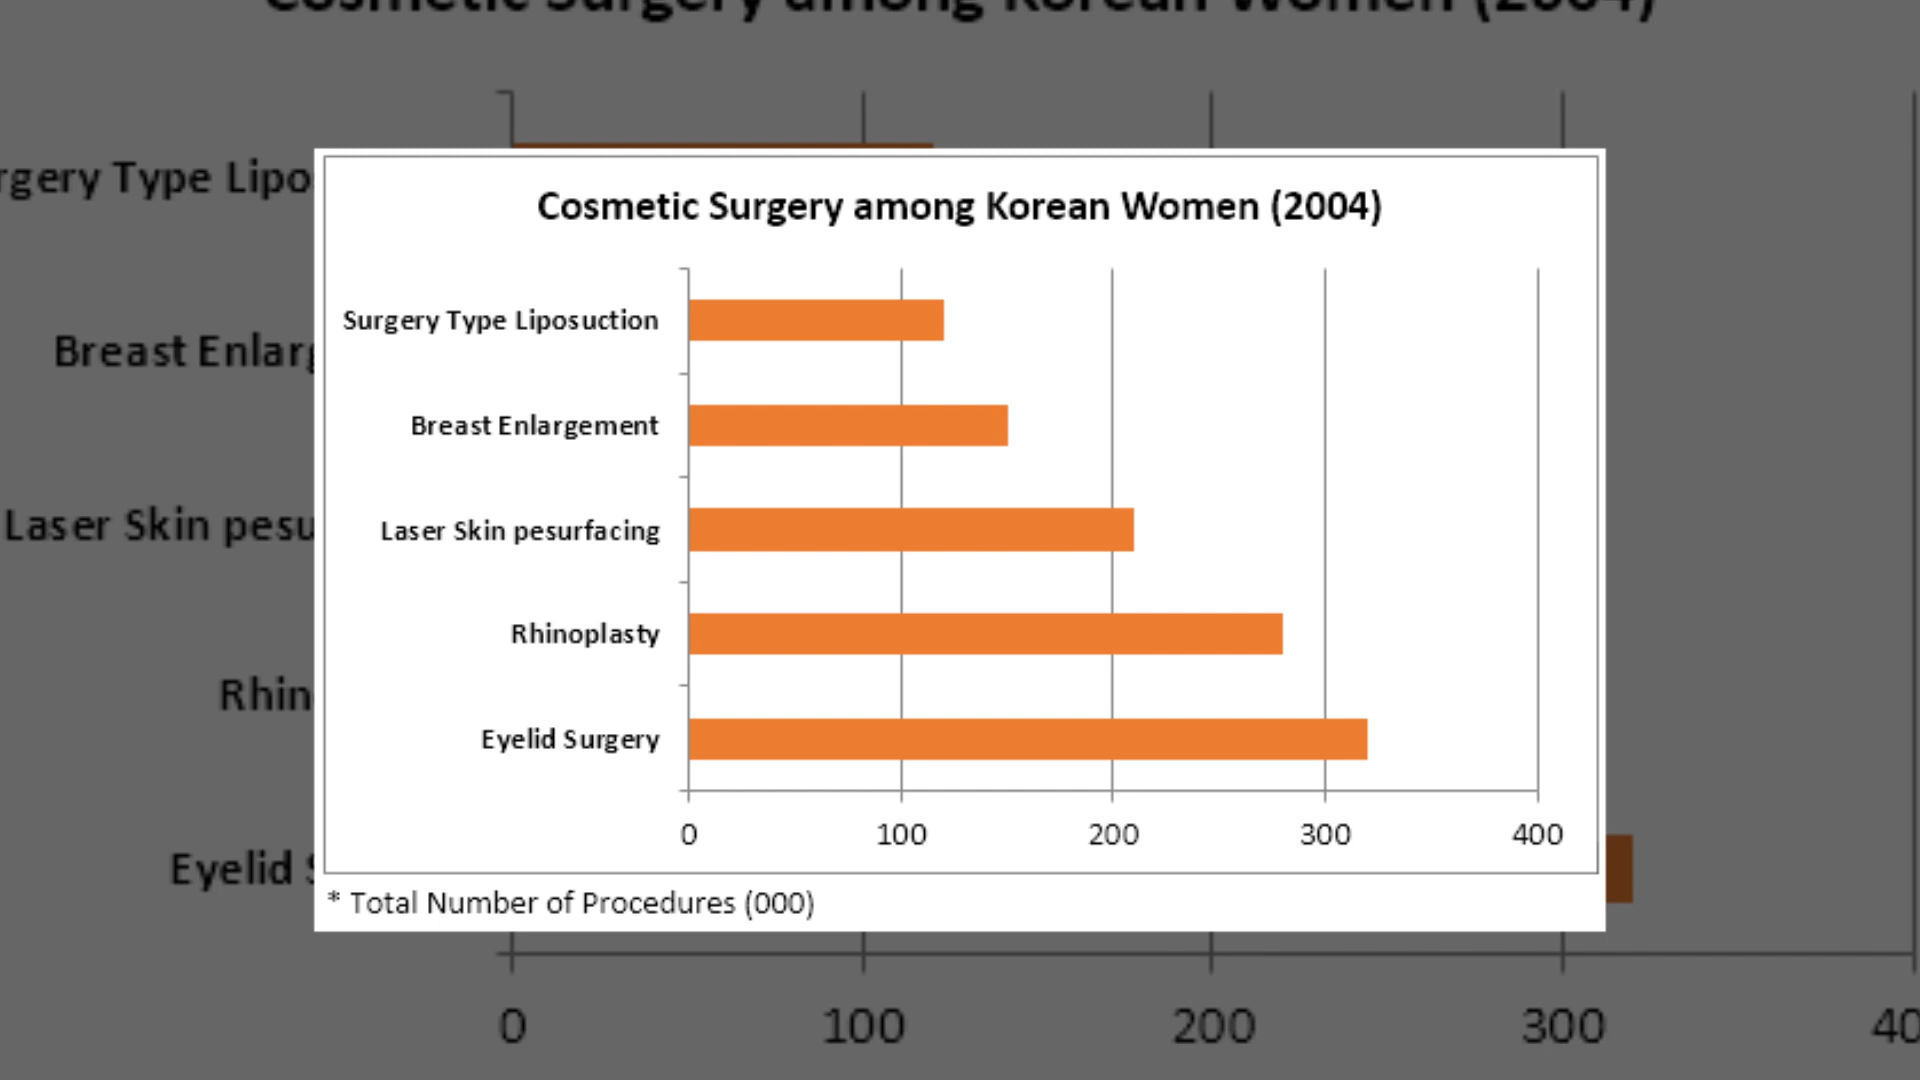 Cosmetic Surgery among Korean Women (2004)
Surgery Type Liposuction
Breast Enlargement
Laser Skin pesurfacing
Rhinoplasty
Eyelid Surgery
0 100 200 300 400
* Total Number of Procedures (000)